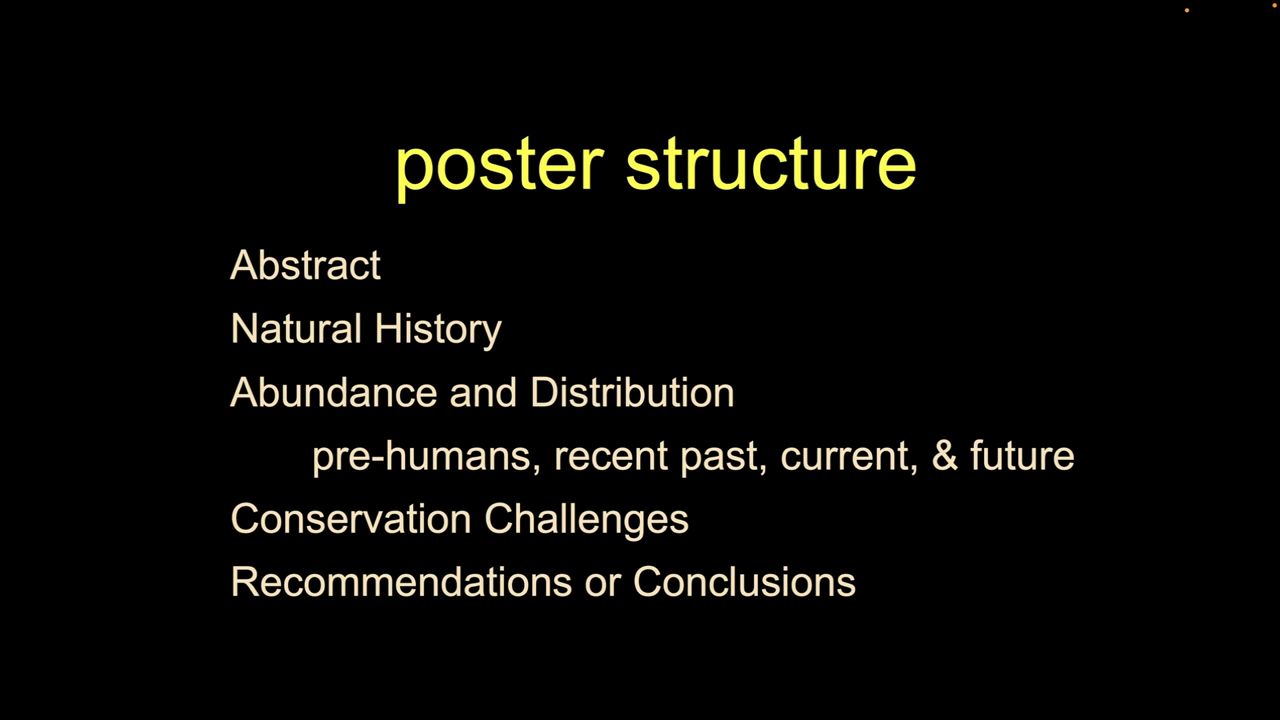 poster structure
Abstract
Natural History
Abundance and Distribution
pre-humans, recent past, current, & future
Conservation Challenges
Recommendations or Conclusions